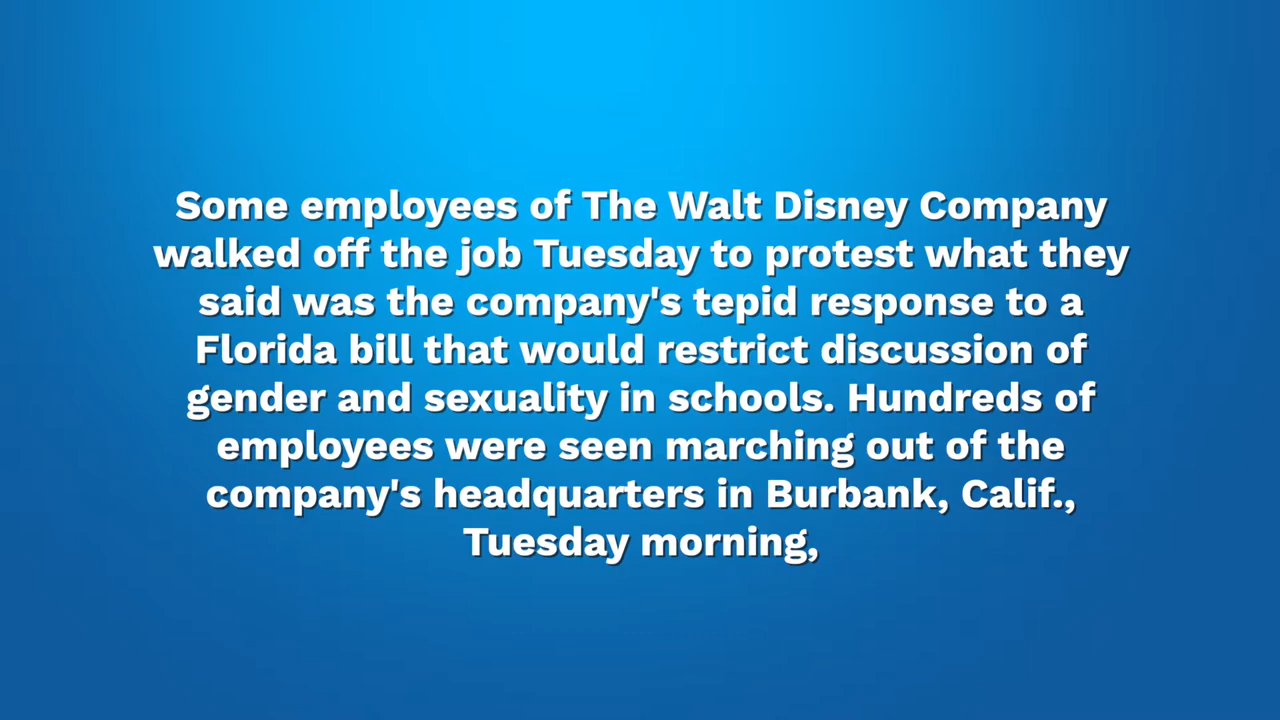 Some employees of The Walt Disney Company
walked off the job Tuesday to protest what they
said was the company's tepid response to a
Florida bill that would restrict discussion of
gender and sexuality in schools. Hundreds of
employees were seen marching out of the
company's headquarters in Burbank, Calif.,
Tuesday morning,